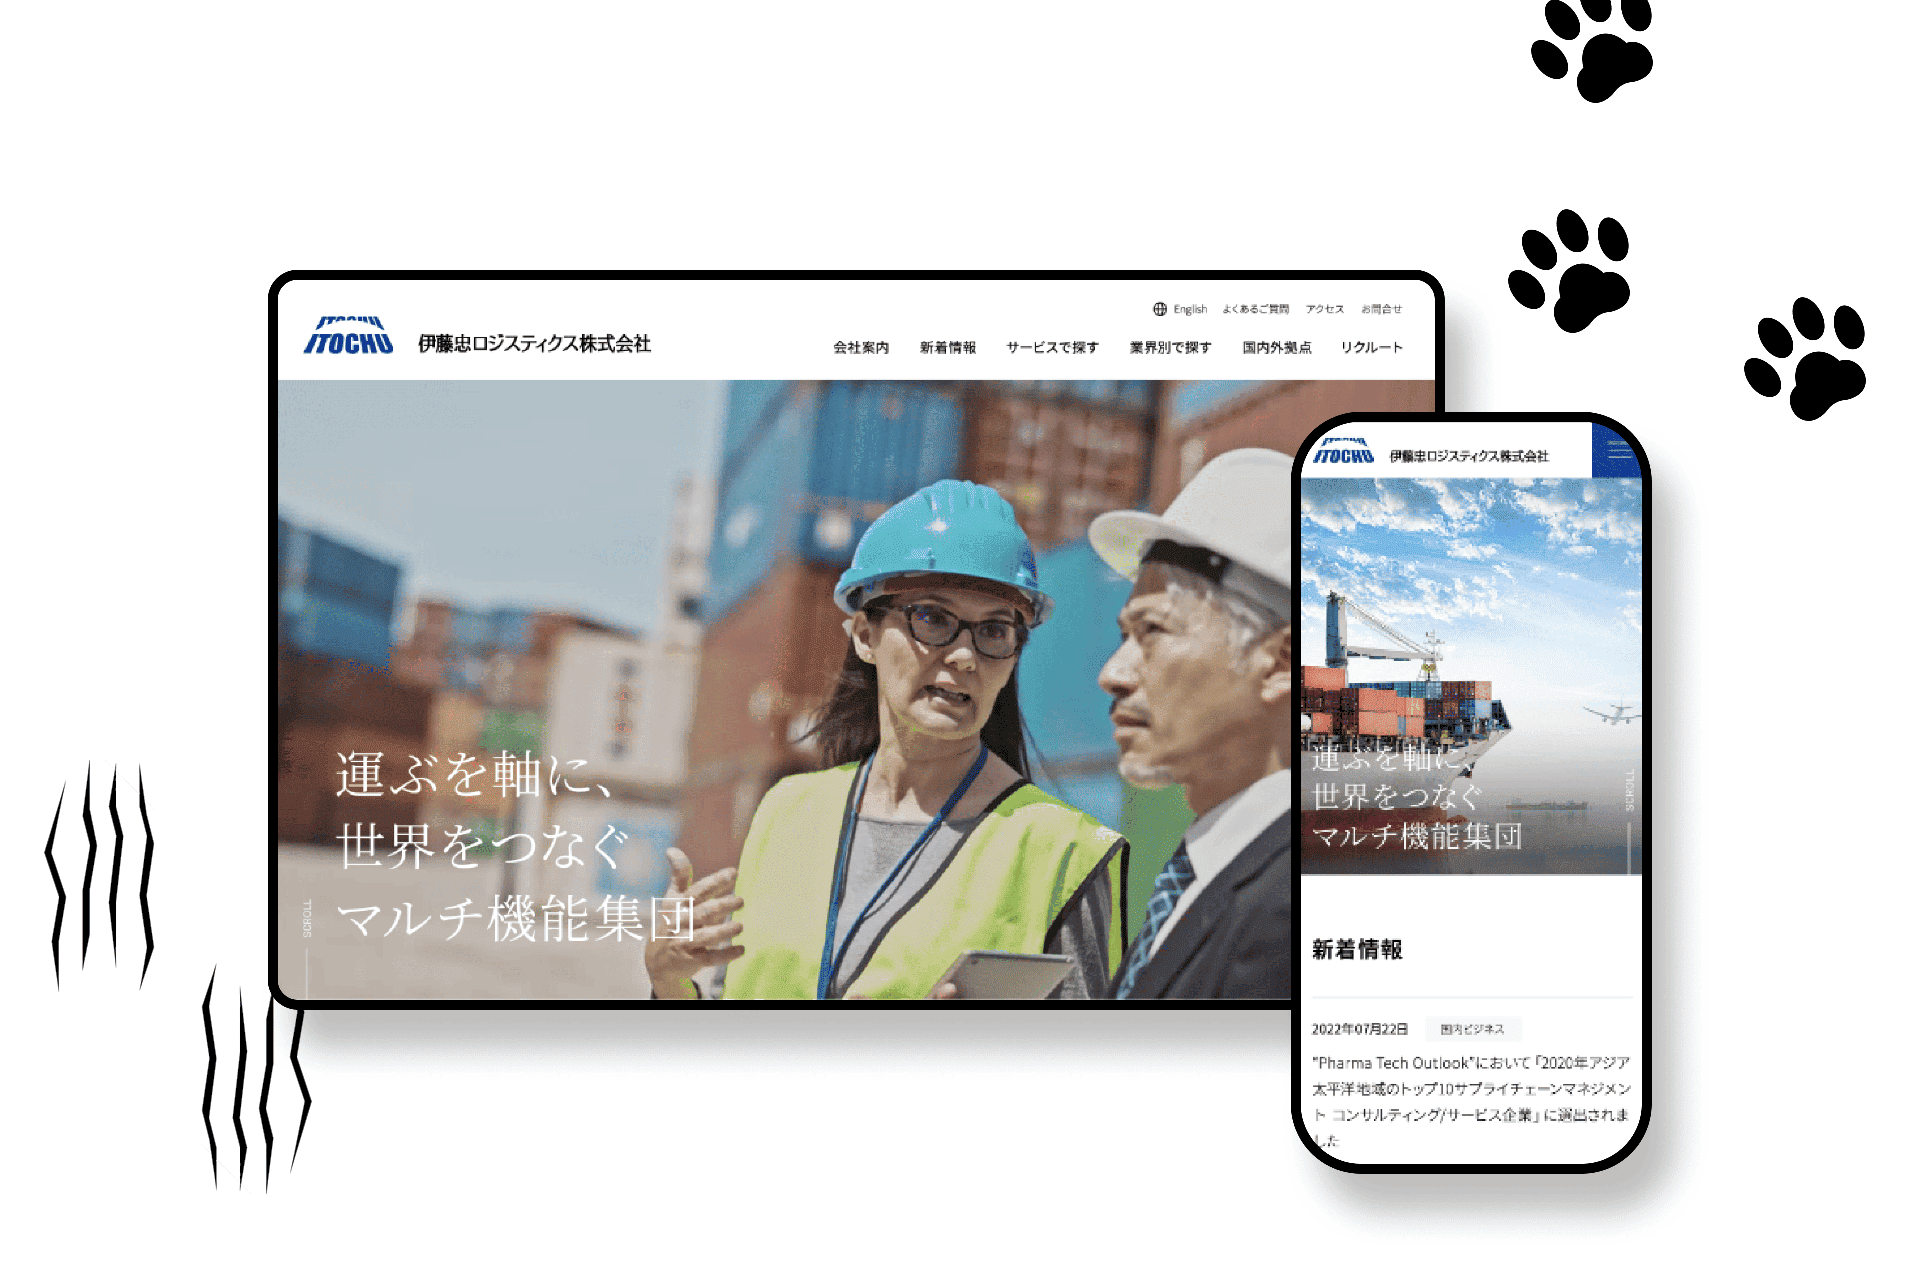 ITOCHU
伊藤忠ロジスティクス株式会社
English よくあるご質問 アクセス お問合せ
会社案内 新着情報 サービスで探す 業界別で探す 国内外拠点 リクルート
運ぶを軸に、
世界をつなぐ
マルチ機能集団
SCROLL
ITOCHU
伊藤忠ロジスティクス株式会社
運ぶを軸に、
世界をつなぐ
マルチ機能集団
SCROLL
新着情報
2022年07月22日 国内ビジネス
"Pharma Tech Outlook"において「2020年アジア
太平洋地域のトップ10サプライチェーンマネジメン
ト コンサルティング/サービス企業」に選出されま
した